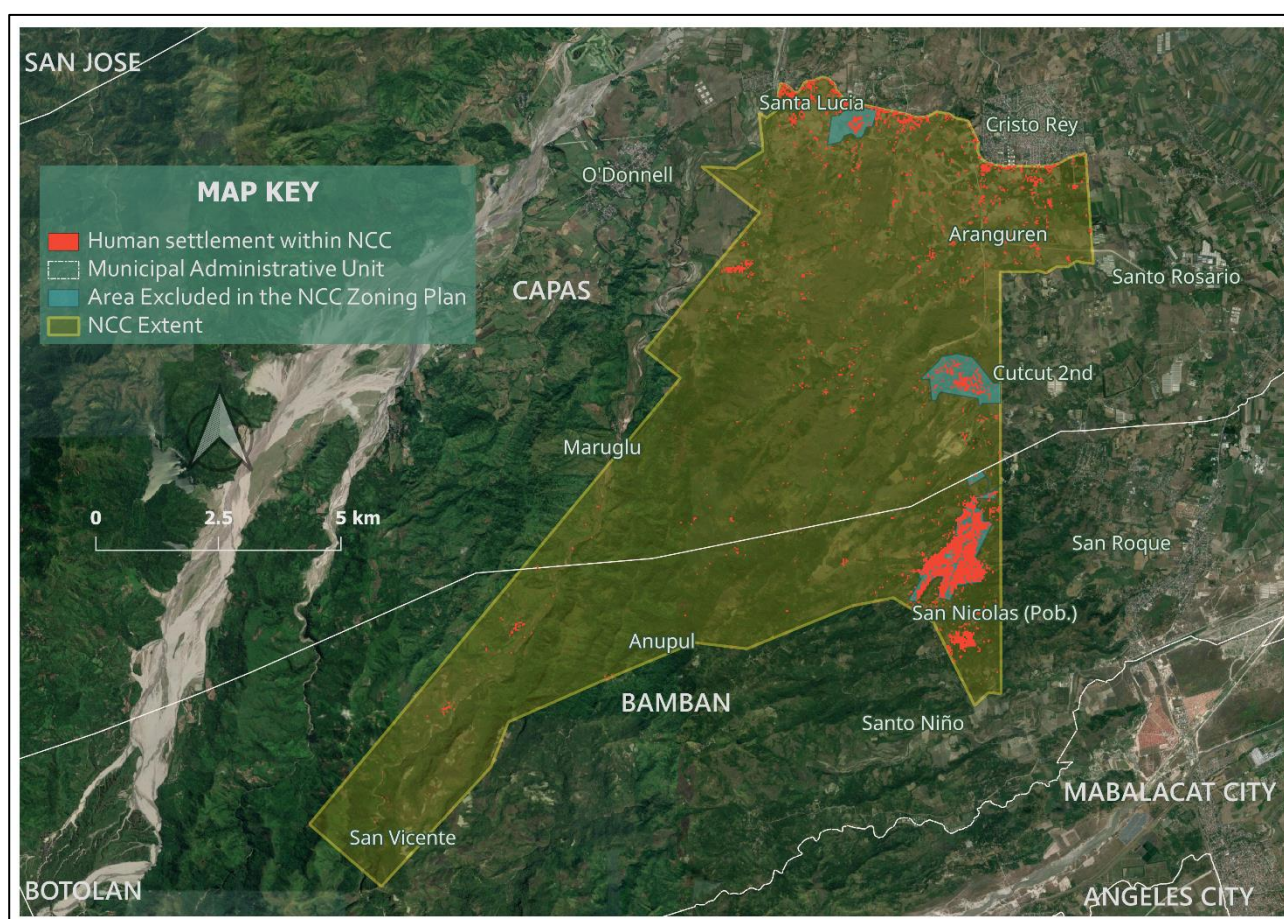 SAN JOSE
Santa Lucia
Cristo Rey
O'Donnell
MAP KEY
Human settlement within NCC
Municipal Administrative Unit
Area Excluded in the NCC Zoning Plan
NCC Extent
Aranguren
Santo Rosario
CAPAS
Cutcut 2nd
Maruglu
0 2.5 5 km
San Roque
San Nicolas (Pob.)
Anupul
BAMBAN
Santo Niño
MABALACAT CITY
San Vicente
BOTOLAN
ANGELES CITY